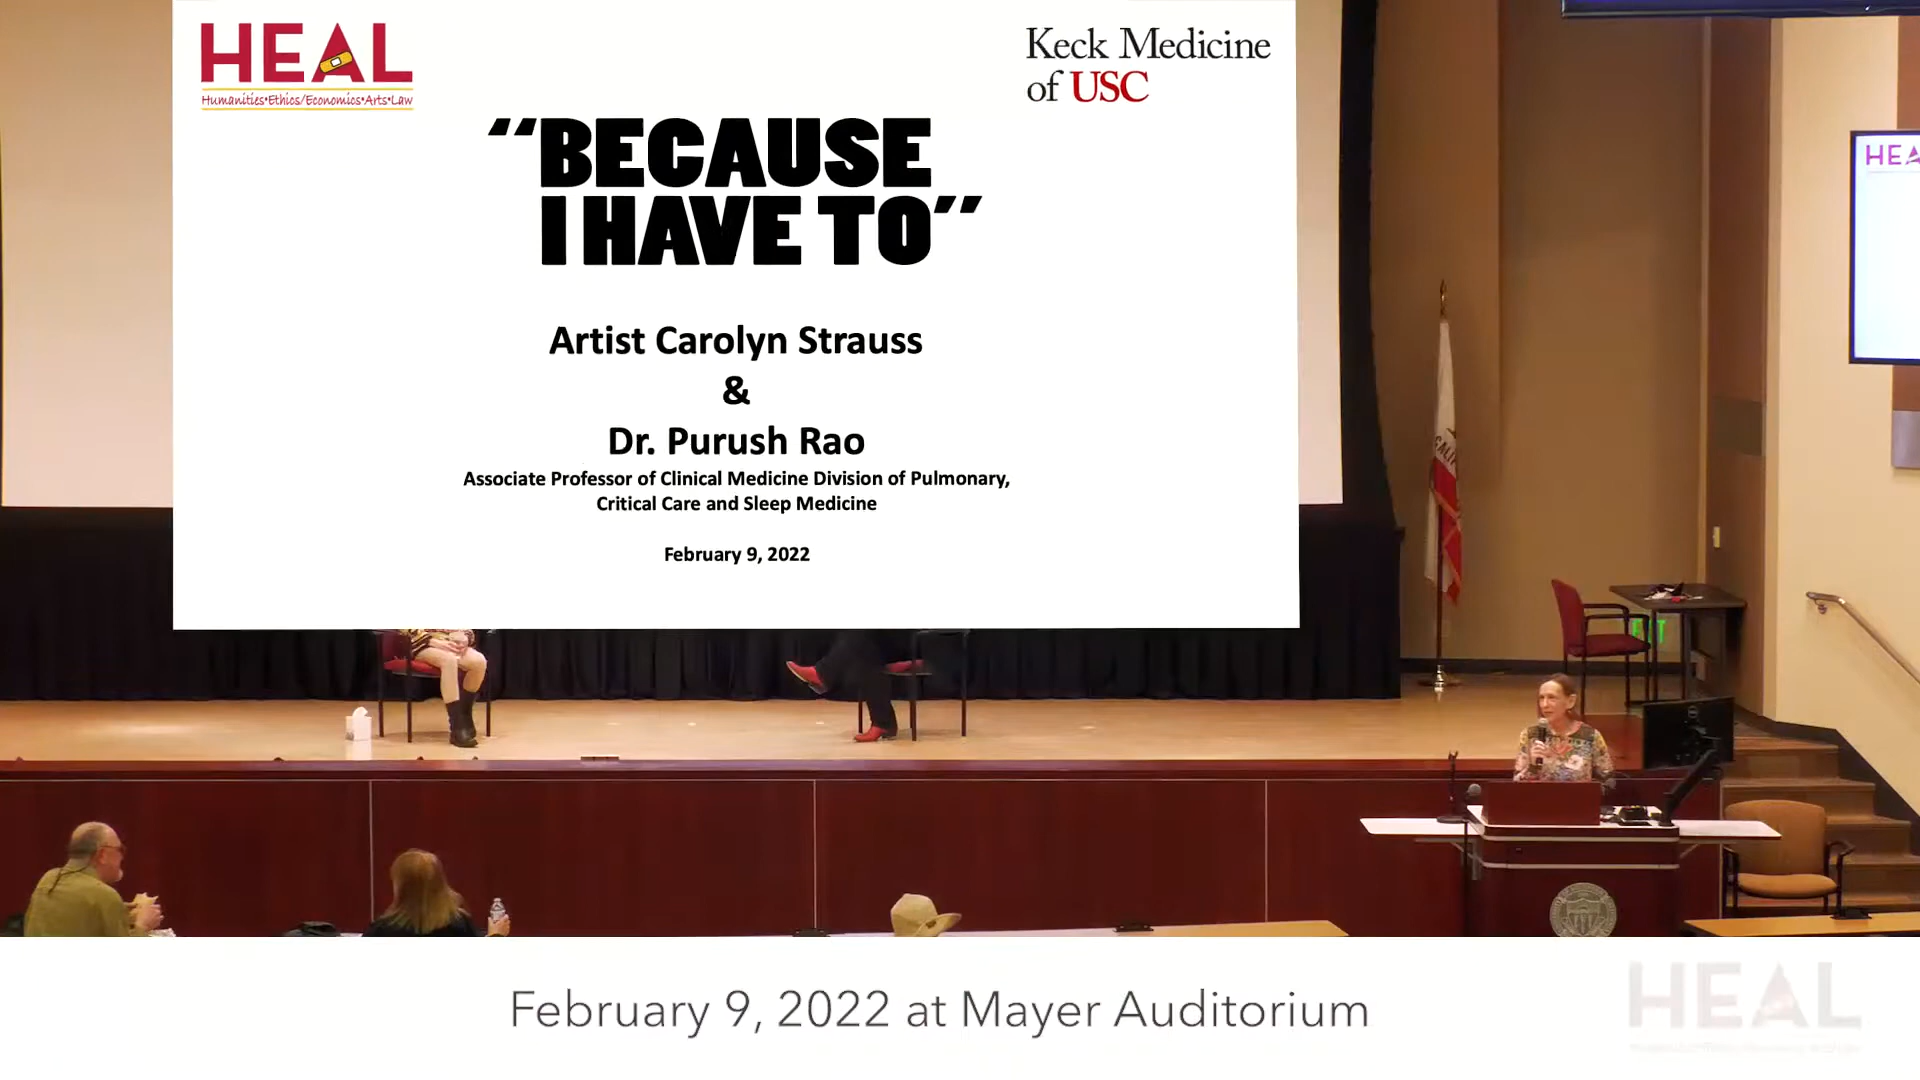 HEAL
Humanities•Ethics/Economics•Arts•Law
Keck Medicine
of USC
"BECAUSE
I HAVE TO"
Artist Carolyn Strauss
&
Dr. Purush Rao
Associate Professor of Clinical Medicine Division of Pulmonary,
Critical Care and Sleep Medicine
February 9, 2022
HEA
CALIF
February 9, 2022 at Mayer Auditorium
HEAL